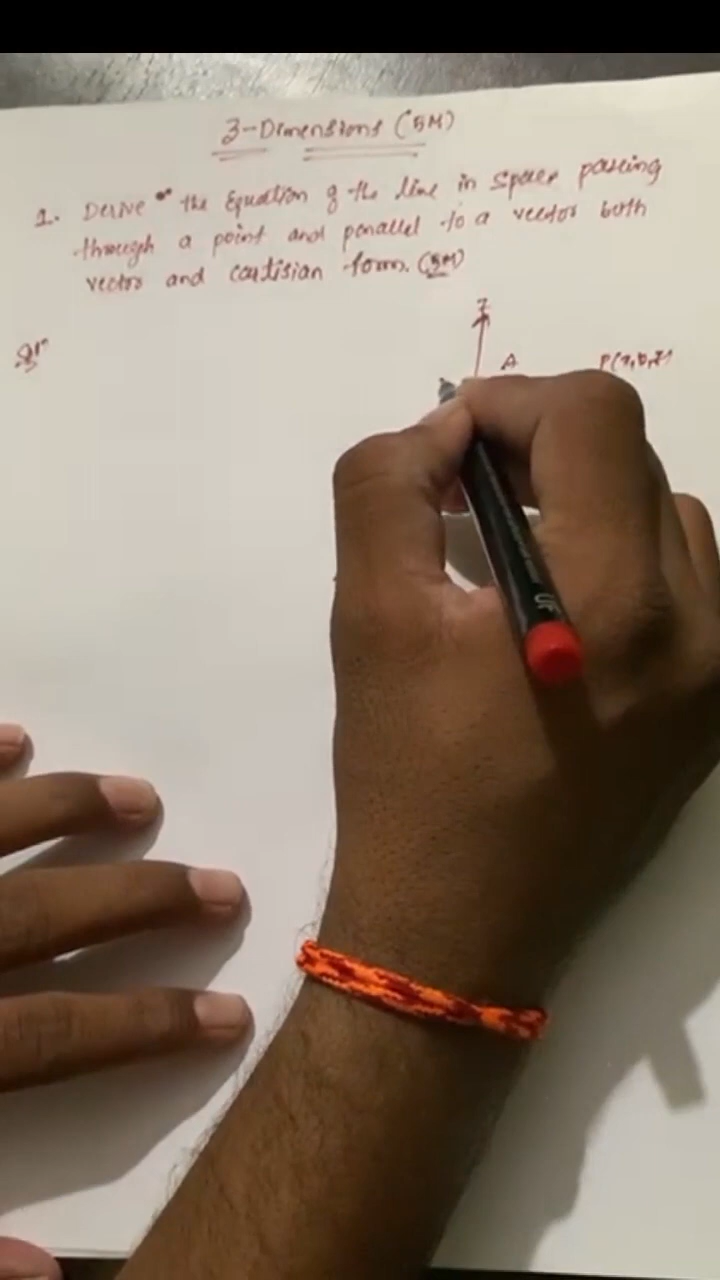 3-Dimensions (5M)
1. Derive the Equation of the line in space passing
through a point and parallel to a vector both
vector and cartisian form. (5M)
Z
A P(x,y,z)